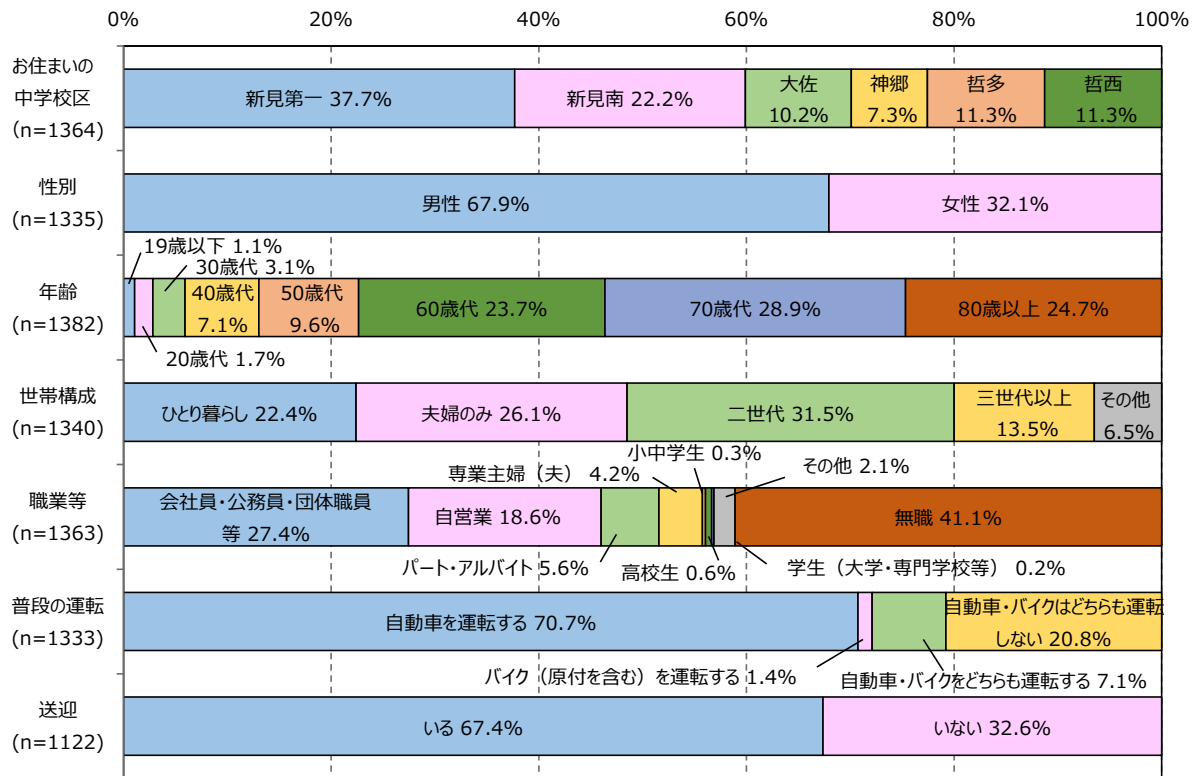 0% 20% 40% 60% 80% 100%
お住まいの
中学校区
(n=1364)
新見第一 37.7%
新見南 22.2%
大佐
10.2%
神郷
7.3%
哲多
11.3%
哲西
11.3%
性別
(n=1335)
男性 67.9%
女性 32.1%
年齢
(n=1382)
19歳以下 1.1%
20歳代 1.7%
30歳代 3.1%
40歳代
7.1%
50歳代
9.6%
60歳代 23.7%
70歳代 28.9%
80歳以上 24.7%
世帯構成
(n=1340)
ひとり暮らし 22.4%
夫婦のみ 26.1%
二世代 31.5%
三世代以上
13.5%
その他
6.5%
職業等
(n=1363)
会社員・公務員・団体職員
等 27.4%
自営業 18.6%
パート・アルバイト 5.6%
専業主婦（夫） 4.2%
小中学生 0.3%
高校生 0.6%
学生（大学・専門学校等） 0.2%
その他 2.1%
無職 41.1%
普段の運転
(n=1333)
自動車を運転する 70.7%
バイク（原付を含む）を運転する 1.4%
自動車・バイクをどちらも運転する 7.1%
自動車・バイクはどちらも運転
しない 20.8%
送迎
(n=1122)
いる 67.4%
いない 32.6%